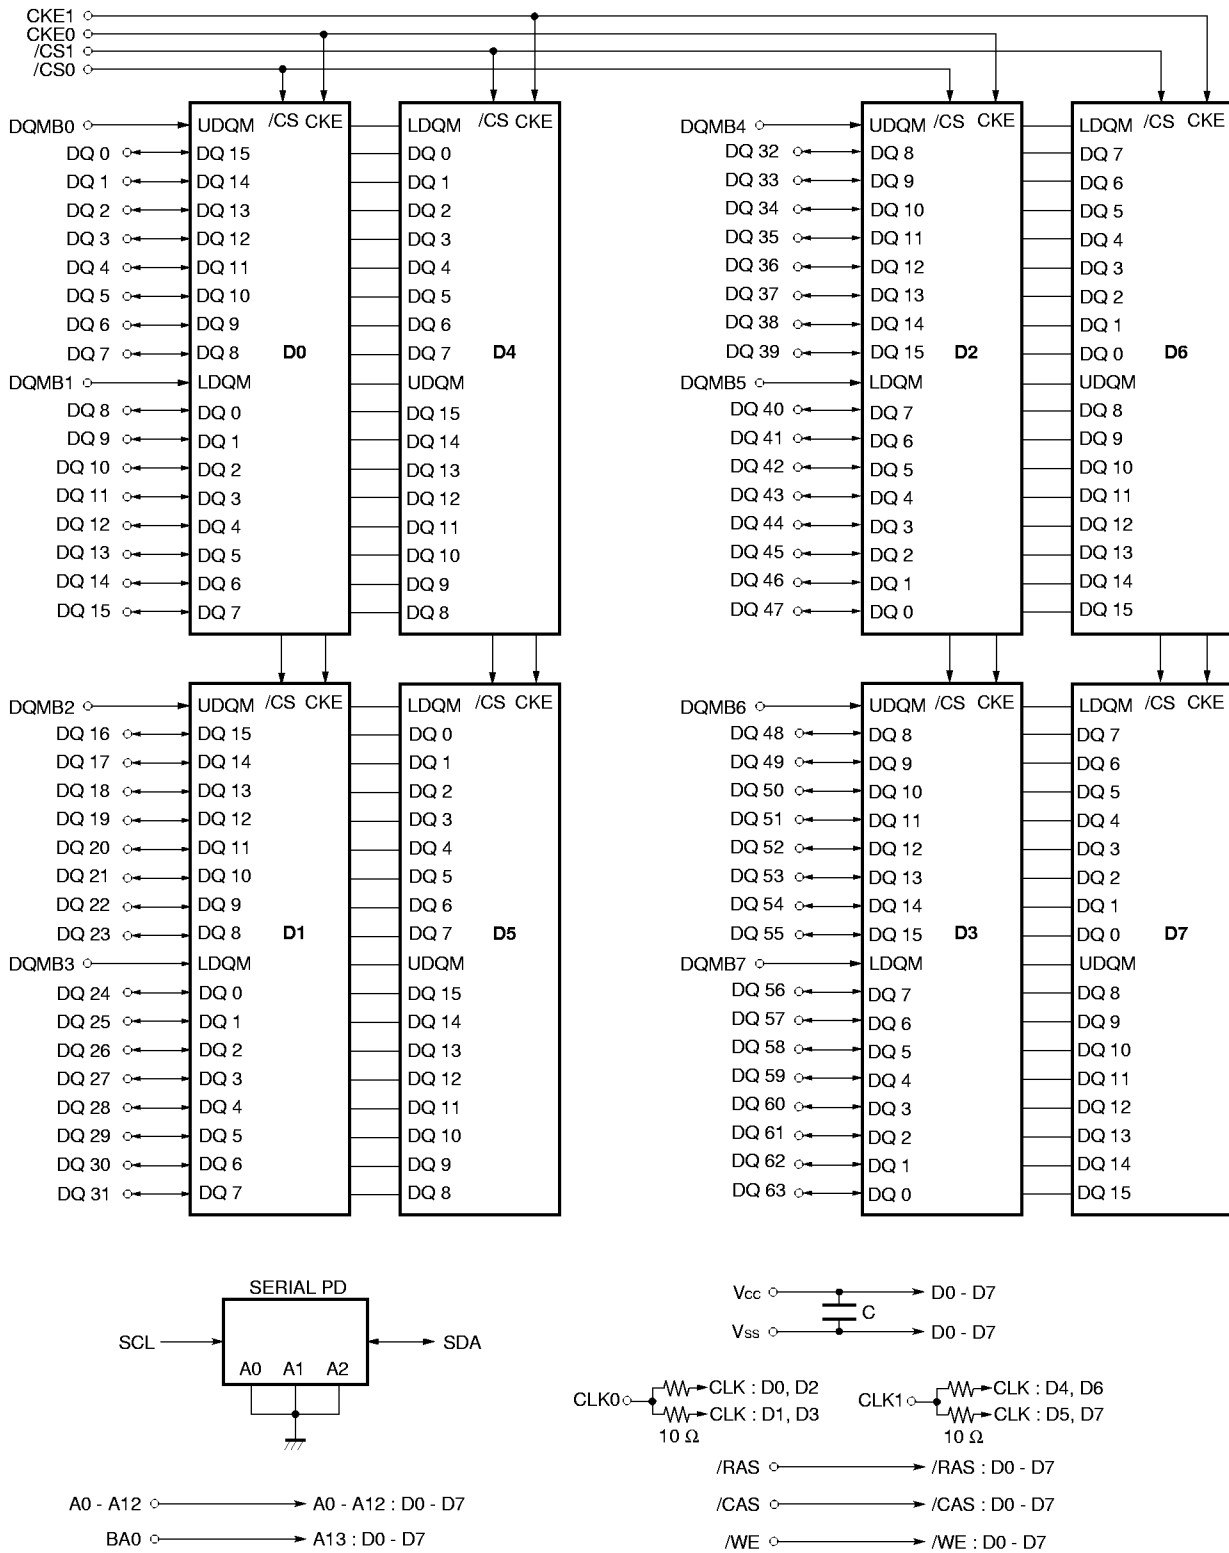 CKE1
CKE0
/CS1
/CS0
DQMB0 UDQM /CS CKE LDQM /CS CKE DQMB4 UDQM /CS CKE LDQM /CS CKE
DQ 0 DQ 15 DQ 0 DQ 32 DQ 8 DQ 7
DQ 1 DQ 14 DQ 1 DQ 33 DQ 9 DQ 6
DQ 2 DQ 13 DQ 2 DQ 34 DQ 10 DQ 5
DQ 3 DQ 12 DQ 3 DQ 35 DQ 11 DQ 4
DQ 4 DQ 11 DQ 4 DQ 36 DQ 12 DQ 3
DQ 5 DQ 10 DQ 5 DQ 37 DQ 13 DQ 2
DQ 6 DQ 9 DQ 6 DQ 38 DQ 14 DQ 1
DQ 7 DQ 8 D0 DQ 7 D4 DQ 39 DQ 15 D2 DQ 0 D6
DQMB1 LDQM UDQM DQMB5 LDQM UDQM
DQ 8 DQ 0 DQ 15 DQ 40 DQ 7 DQ 8
DQ 9 DQ 1 DQ 14 DQ 41 DQ 6 DQ 9
DQ 10 DQ 2 DQ 13 DQ 42 DQ 5 DQ 10
DQ 11 DQ 3 DQ 12 DQ 43 DQ 4 DQ 11
DQ 12 DQ 4 DQ 11 DQ 44 DQ 3 DQ 12
DQ 13 DQ 5 DQ 10 DQ 45 DQ 2 DQ 13
DQ 14 DQ 6 DQ 9 DQ 46 DQ 1 DQ 14
DQ 15 DQ 7 DQ 8 DQ 47 DQ 0 DQ 15
DQMB2 UDQM /CS CKE LDQM /CS CKE DQMB6 UDQM /CS CKE LDQM /CS CKE
DQ 16 DQ 15 DQ 0 DQ 48 DQ 8 DQ 7
DQ 17 DQ 14 DQ 1 DQ 49 DQ 9 DQ 6
DQ 18 DQ 13 DQ 2 DQ 50 DQ 10 DQ 5
DQ 19 DQ 12 DQ 3 DQ 51 DQ 11 DQ 4
DQ 20 DQ 11 DQ 4 DQ 52 DQ 12 DQ 3
DQ 21 DQ 10 DQ 5 DQ 53 DQ 13 DQ 2
DQ 22 DQ 9 DQ 6 DQ 54 DQ 14 DQ 1
DQ 23 DQ 8 D1 DQ 7 D5 DQ 55 DQ 15 D3 DQ 0 D7
DQMB3 LDQM UDQM DQMB7 LDQM UDQM
DQ 24 DQ 0 DQ 15 DQ 56 DQ 7 DQ 8
DQ 25 DQ 1 DQ 14 DQ 57 DQ 6 DQ 9
DQ 26 DQ 2 DQ 13 DQ 58 DQ 5 DQ 10
DQ 27 DQ 3 DQ 12 DQ 59 DQ 4 DQ 11
DQ 28 DQ 4 DQ 11 DQ 60 DQ 3 DQ 12
DQ 29 DQ 5 DQ 10 DQ 61 DQ 2 DQ 13
DQ 30 DQ 6 DQ 9 DQ 62 DQ 1 DQ 14
DQ 31 DQ 7 DQ 8 DQ 63 DQ 0 DQ 15
SERIAL PD
SCL SDA
A0 A1 A2
Vcc D0 - D7
C
Vss D0 - D7
CLK0 CLK : D0, D2
CLK : D1, D3
10 Ω
CLK1 CLK : D4, D6
CLK : D5, D7
10 Ω
/RAS /RAS : D0 - D7
A0 - A12 A0 - A12 : D0 - D7
/CAS /CAS : D0 - D7
BA0 A13 : D0 - D7
/WE /WE : D0 - D7